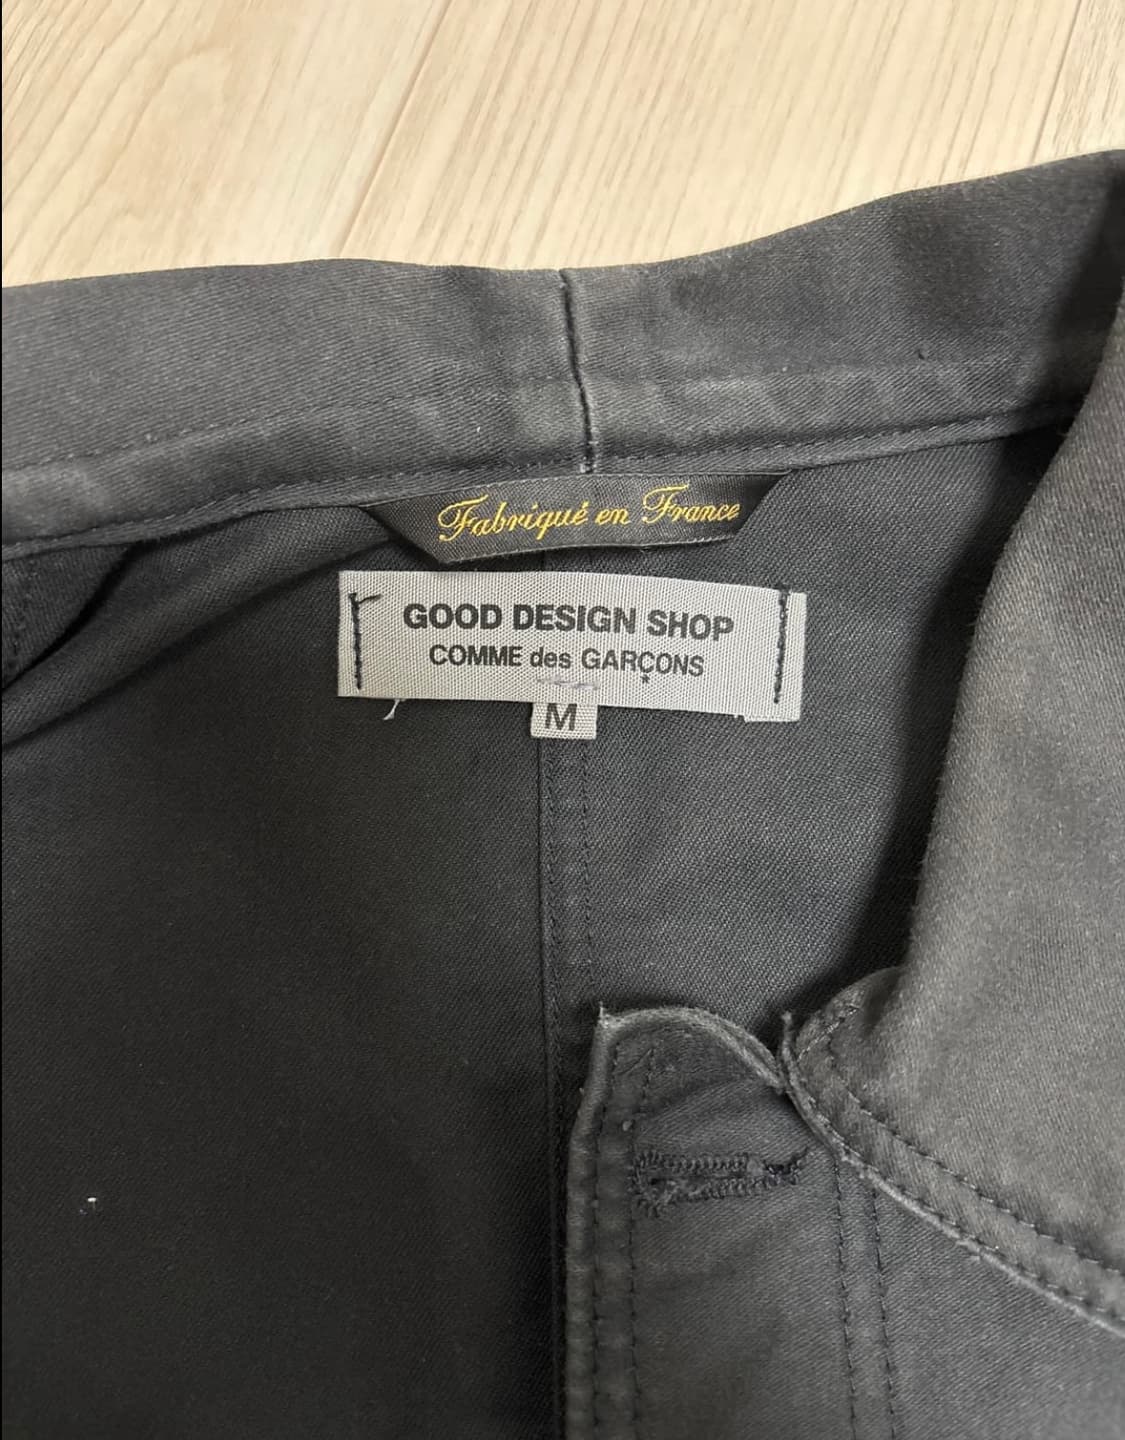 Fabriqué en France
GOOD DESIGN SHOP
COMME des GARÇONS
M